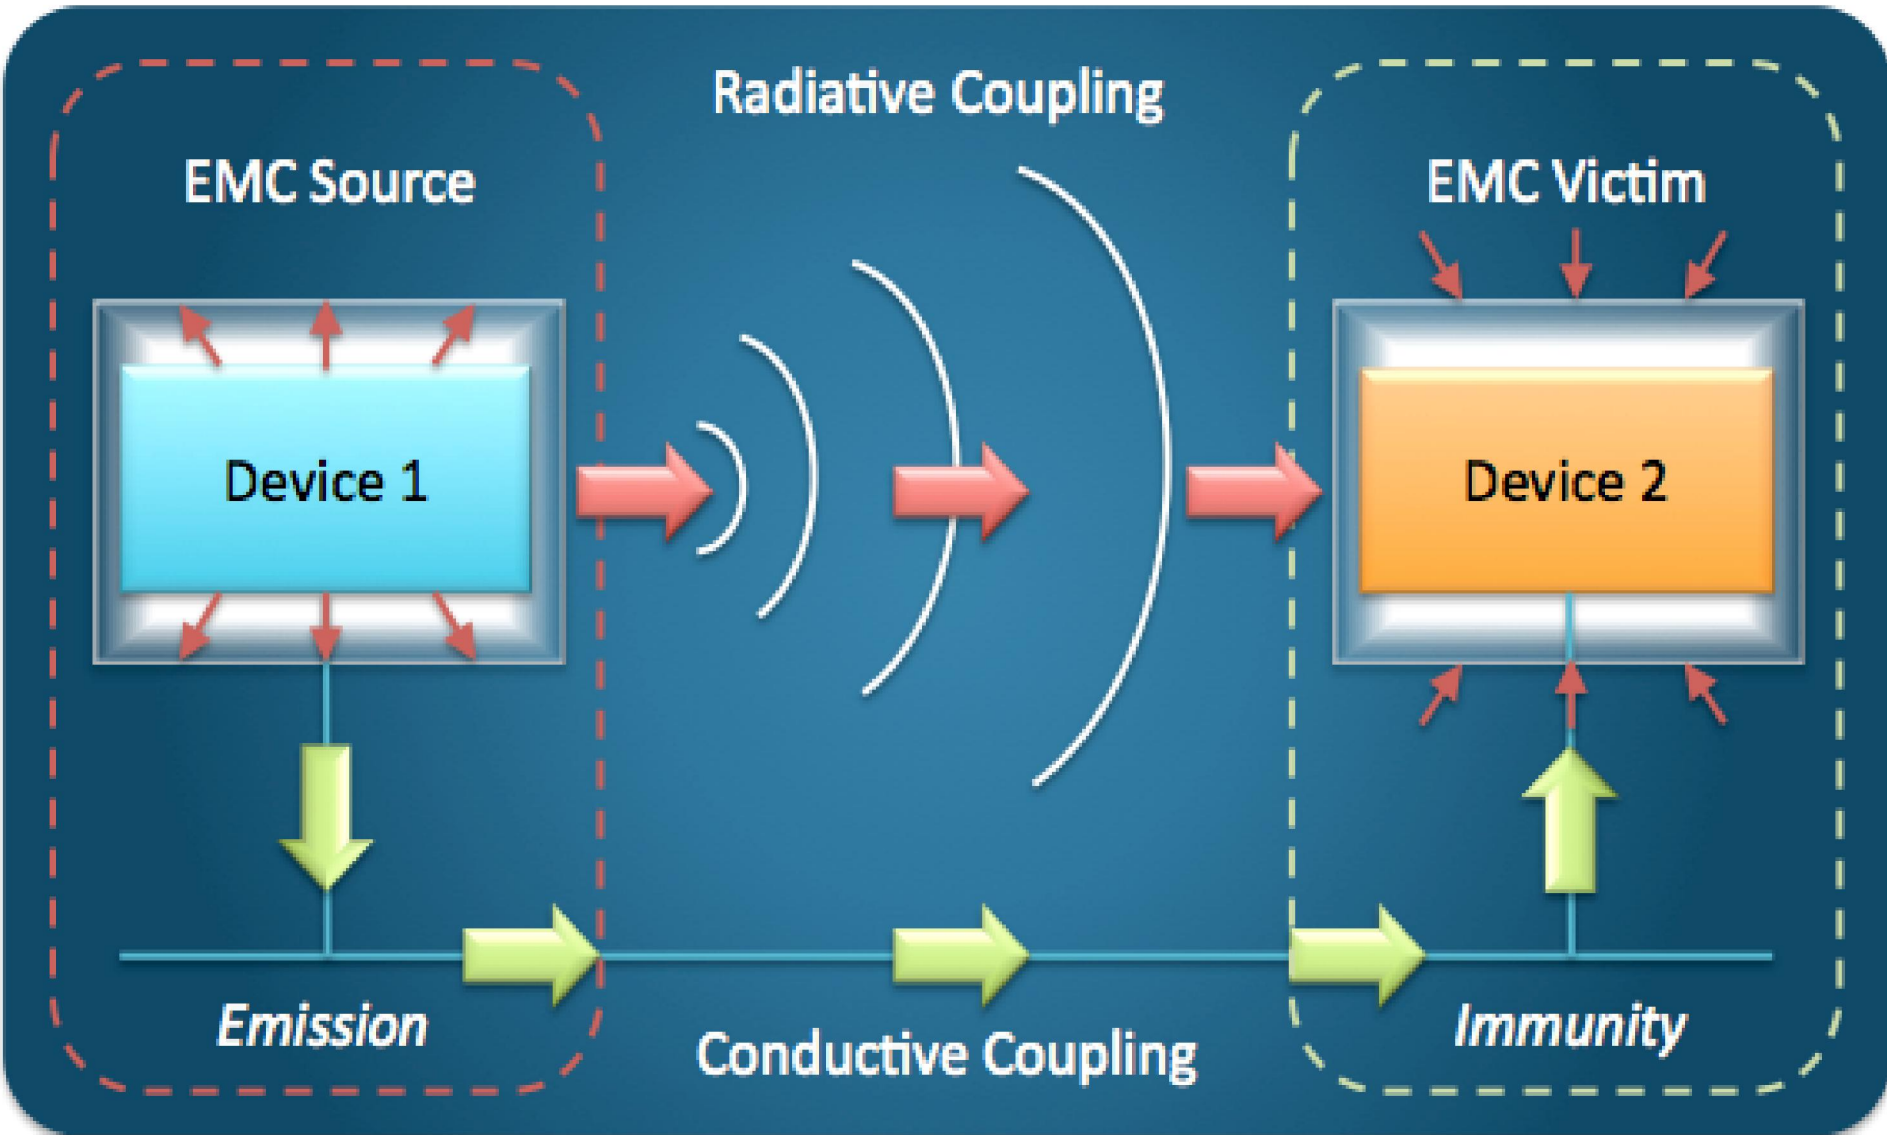 Radiative Coupling
EMC Source
EMC Victim
Device 1
Device 2
Emission
Immunity
Conductive Coupling